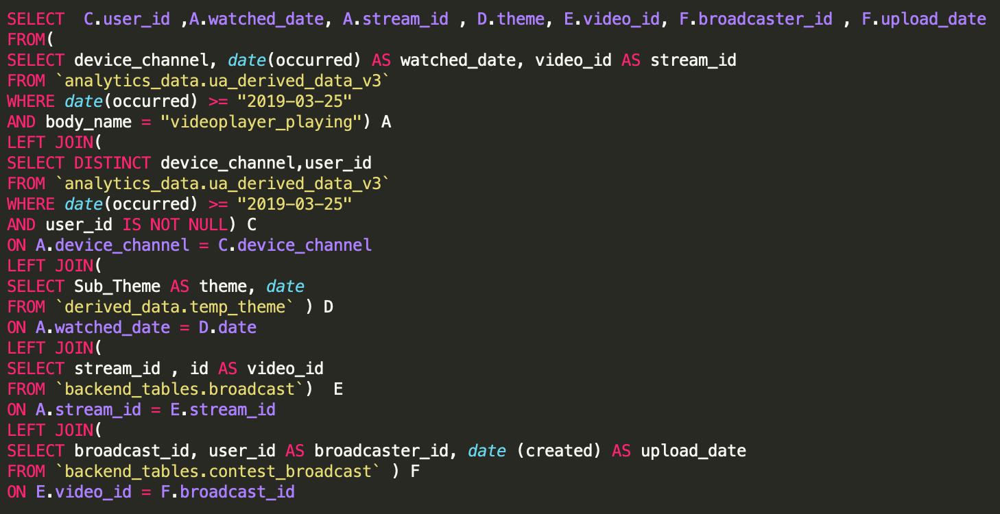 SELECT  C.user_id ,A.watched_date, A.stream_id , D.theme, E.video_id, F.broadcaster_id , F.upload_date
FROM(
SELECT device_channel, date(occurred) AS watched_date, video_id AS stream_id
FROM `analytics_data.ua_derived_data_v3`
WHERE date(occurred) >= "2019-03-25"
AND body_name = "videoplayer_playing") A
LEFT JOIN(
SELECT DISTINCT device_channel,user_id
FROM `analytics_data.ua_derived_data_v3`
WHERE date(occurred) >= "2019-03-25"
AND user_id IS NOT NULL) C
ON A.device_channel = C.device_channel
LEFT JOIN(
SELECT Sub_Theme AS theme, date
FROM `derived_data.temp_theme` ) D
ON A.watched_date = D.date
LEFT JOIN(
SELECT stream_id , id AS video_id
FROM `backend_tables.broadcast`)  E
ON A.stream_id = E.stream_id
LEFT JOIN(
SELECT broadcast_id, user_id AS broadcaster_id, date (created) AS upload_date
FROM `backend_tables.contest_broadcast` ) F
ON E.video_id = F.broadcast_id